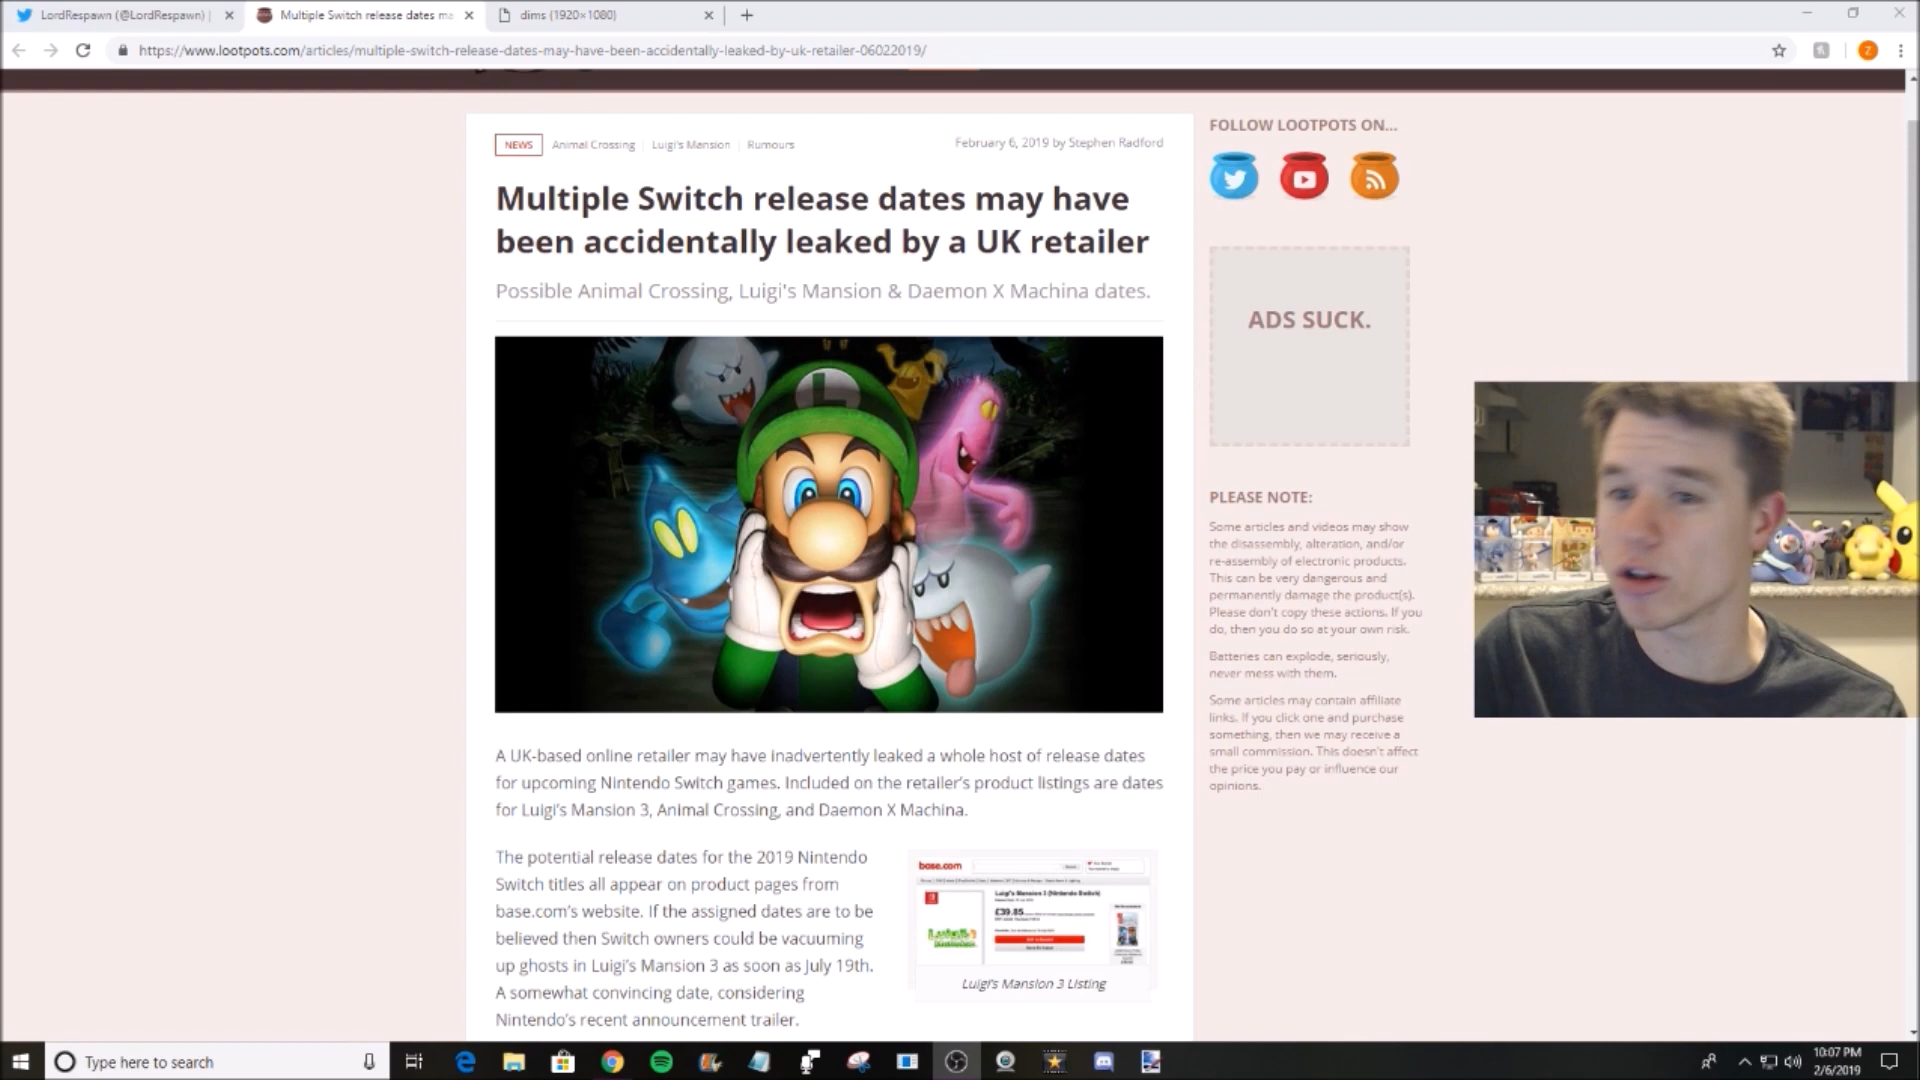 LordRespawn (@LordRespawn) |
Multiple Switch release dates ma
dims (1920×1080)
https://www.lootpots.com/articles/multiple-switch-release-dates-may-have-been-accidentally-leaked-by-uk-retailer-06022019/
Z
NEWS Animal Crossing | Luigi's Mansion | Rumours
February 6, 2019 by Stephen Radford
Multiple Switch release dates may have
been accidentally leaked by a UK retailer
Possible Animal Crossing, Luigi's Mansion & Daemon X Machina dates.
L
A UK-based online retailer may have inadvertently leaked a whole host of release dates
for upcoming Nintendo Switch games. Included on the retailer's product listings are dates
for Luigi's Mansion 3, Animal Crossing, and Daemon X Machina.
The potential release dates for the 2019 Nintendo
Switch titles all appear on product pages from
base.com's website. If the assigned dates are to be
believed then Switch owners could be vacuuming
up ghosts in Luigi's Mansion 3 as soon as July 19th.
A somewhat convincing date, considering
Nintendo's recent announcement trailer.
base.com
Luigi's Mansion 3 (Nintendo Switch)
£39.85
Luigi's Mansion 3 Listing
FOLLOW LOOTPOTS ON...
ADS SUCK.
PLEASE NOTE:
Some articles and videos may show
the disassembly, alteration, and/or
re-assembly of electronic products.
This can be very dangerous and
permanently damage the product(s).
Please don't copy these actions. If you
do, then you do so at your own risk.
Batteries can explode, seriously,
never mess with them.
Some articles may contain affiliate
links. If you click one and purchase
something, then we may receive a
small commission. This doesn't affect
the price you pay or influence our
opinions.
Type here to search
10:07 PM
2/6/2019